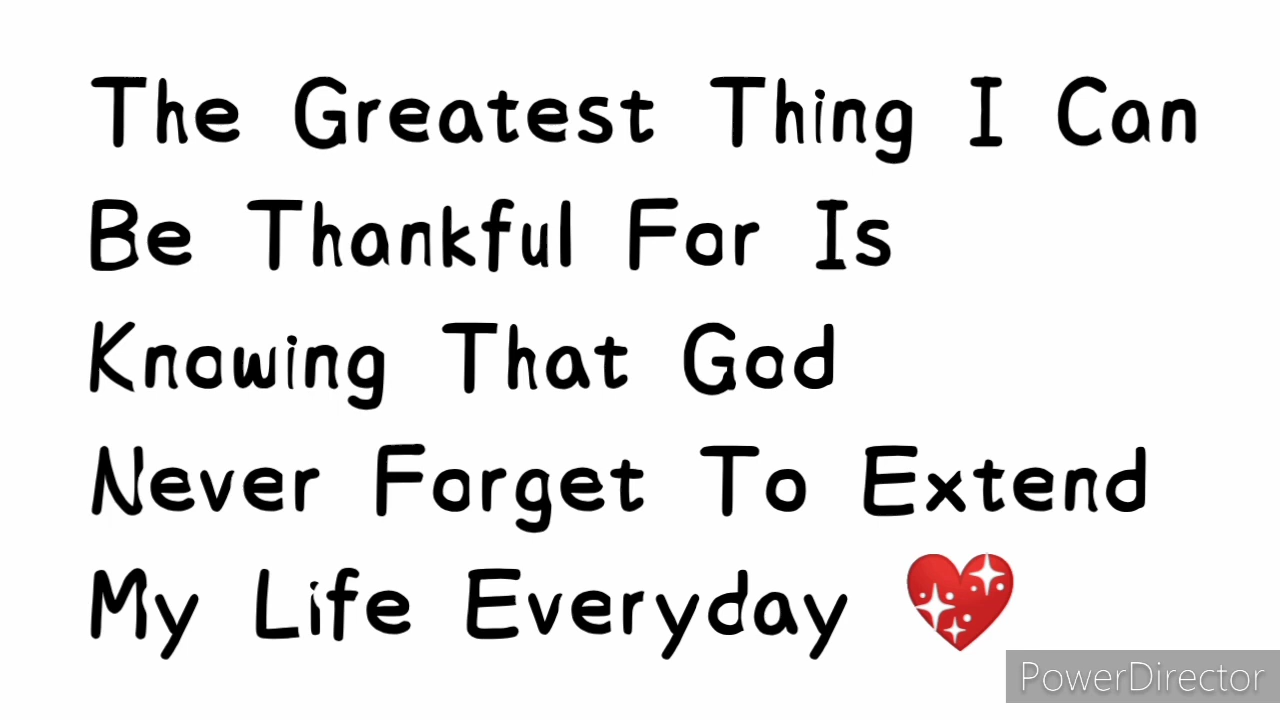 The Greatest Thing I Can
Be Thankful For Is
Knowing That God
Never Forget To Extend
My Life Everyday 💖
PowerDirector